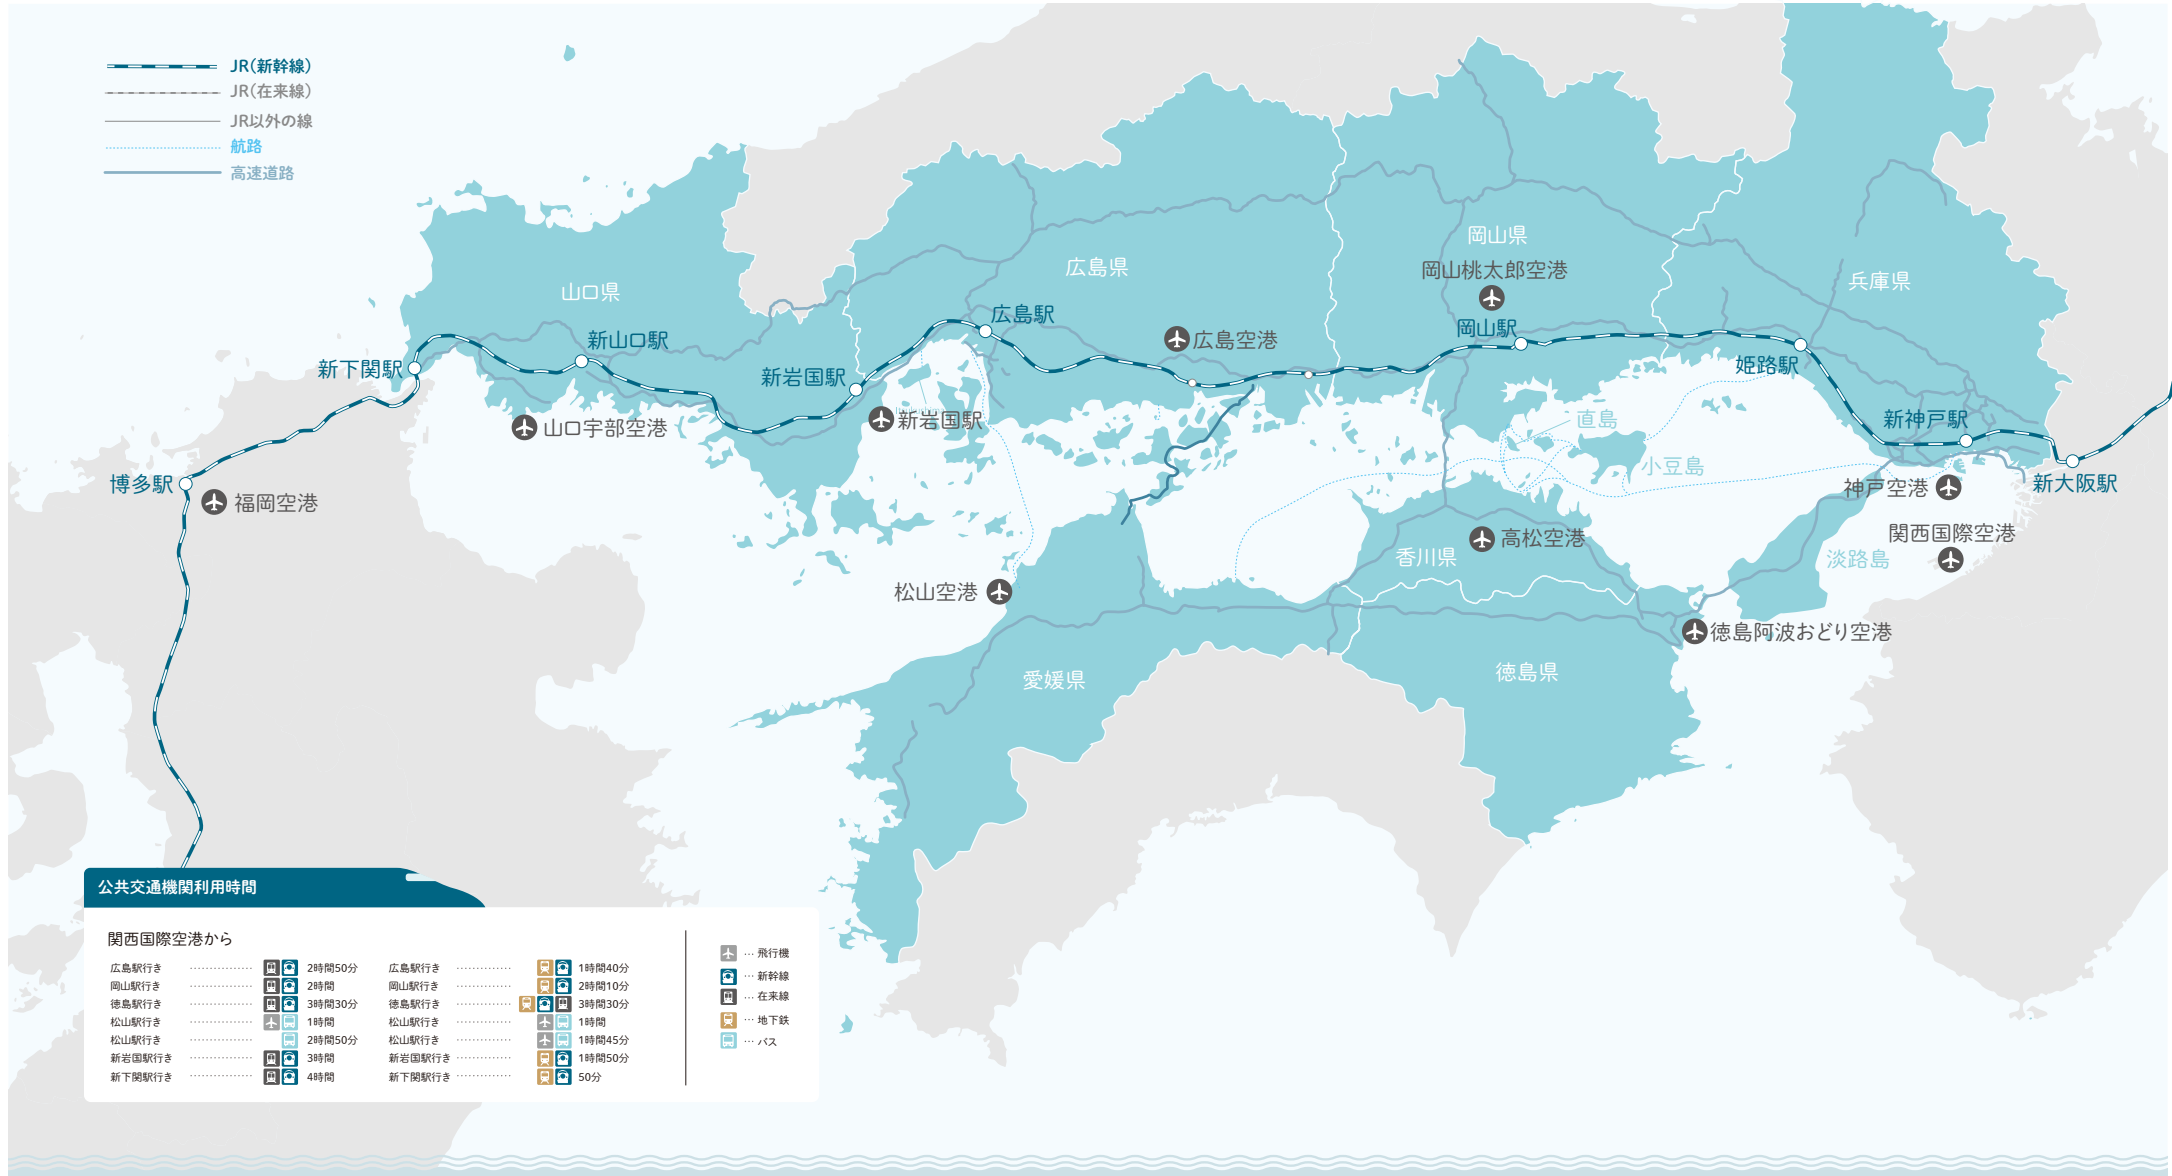 JR(新幹線)
JR(在来線)
JR以外の線
航路
高速道路
山口県
広島県
岡山県
兵庫県
岡山桃太郎空港
広島駅
新山口駅
広島空港
岡山駅
新下関駅
新岩国駅
姫路駅
山口宇部空港
新岩国駅
直島
新神戸駅
小豆島
博多駅
福岡空港
神戸空港
新大阪駅
関西国際空港
高松空港
香川県
淡路島
松山空港
徳島阿波おどり空港
愛媛県
徳島県
公共交通機関利用時間
関西国際空港から
広島駅行き ・・・・・・・・・・・・・ 2時間50分
岡山駅行き ・・・・・・・・・・・・・ 2時間
徳島駅行き ・・・・・・・・・・・・・ 3時間30分
松山駅行き ・・・・・・・・・・・・・ 1時間
松山駅行き ・・・・・・・・・・・・・ 2時間50分
新岩国駅行き ・・・・・・・・・・・・・ 3時間
新下関駅行き ・・・・・・・・・・・・・ 4時間
広島駅行き ・・・・・・・・・・・ 1時間40分
岡山駅行き ・・・・・・・・・・・ 2時間10分
徳島駅行き ・・・・・・・・・・・ 3時間30分
松山駅行き ・・・・・・・・・・・ 1時間
松山駅行き ・・・・・・・・・・・ 1時間45分
新岩国駅行き ・・・・・・・・・・・ 1時間50分
新下関駅行き ・・・・・・・・・・・ 50分
… 飛行機
… 新幹線
… 在来線
… 地下鉄
… バス